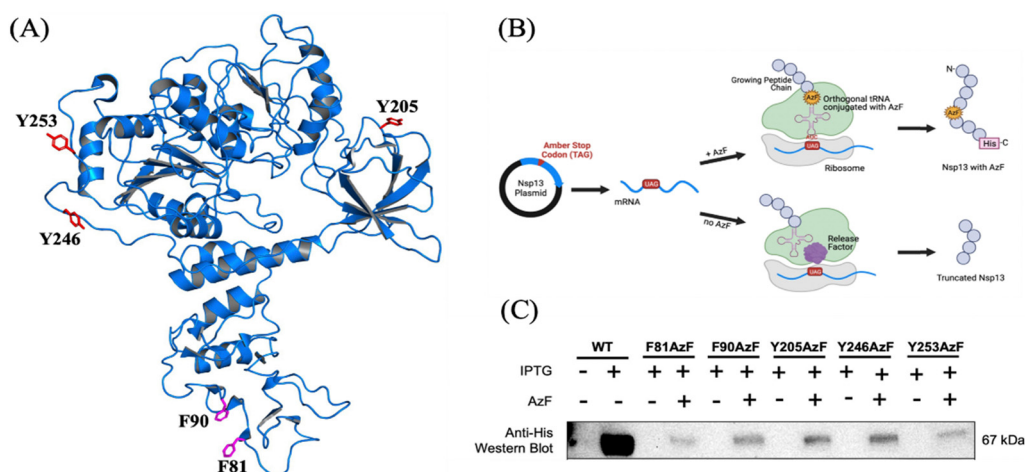 (A)
Y253
Y205
Y246
F90
F81
(B)
Growing Peptide
Chain
AzF
Orthogonal tRNA
conjugated with AzF
UAG
Ribosome
N-
AzF
His
-C
Nsp13 with AzF
Amber Stop
Codon (TAG)
Nsp13
Plasmid
UAG
mRNA
+ AzF
no AzF
Release
Factor
UAG
Truncated Nsp13
(C)
WT F81AzF F90AzF Y205AzF Y246AzF Y253AzF
IPTG - + + + + + + + + + + +
AzF - - - + - + - + - + - +
Anti-His
Western Blot
67 kDa